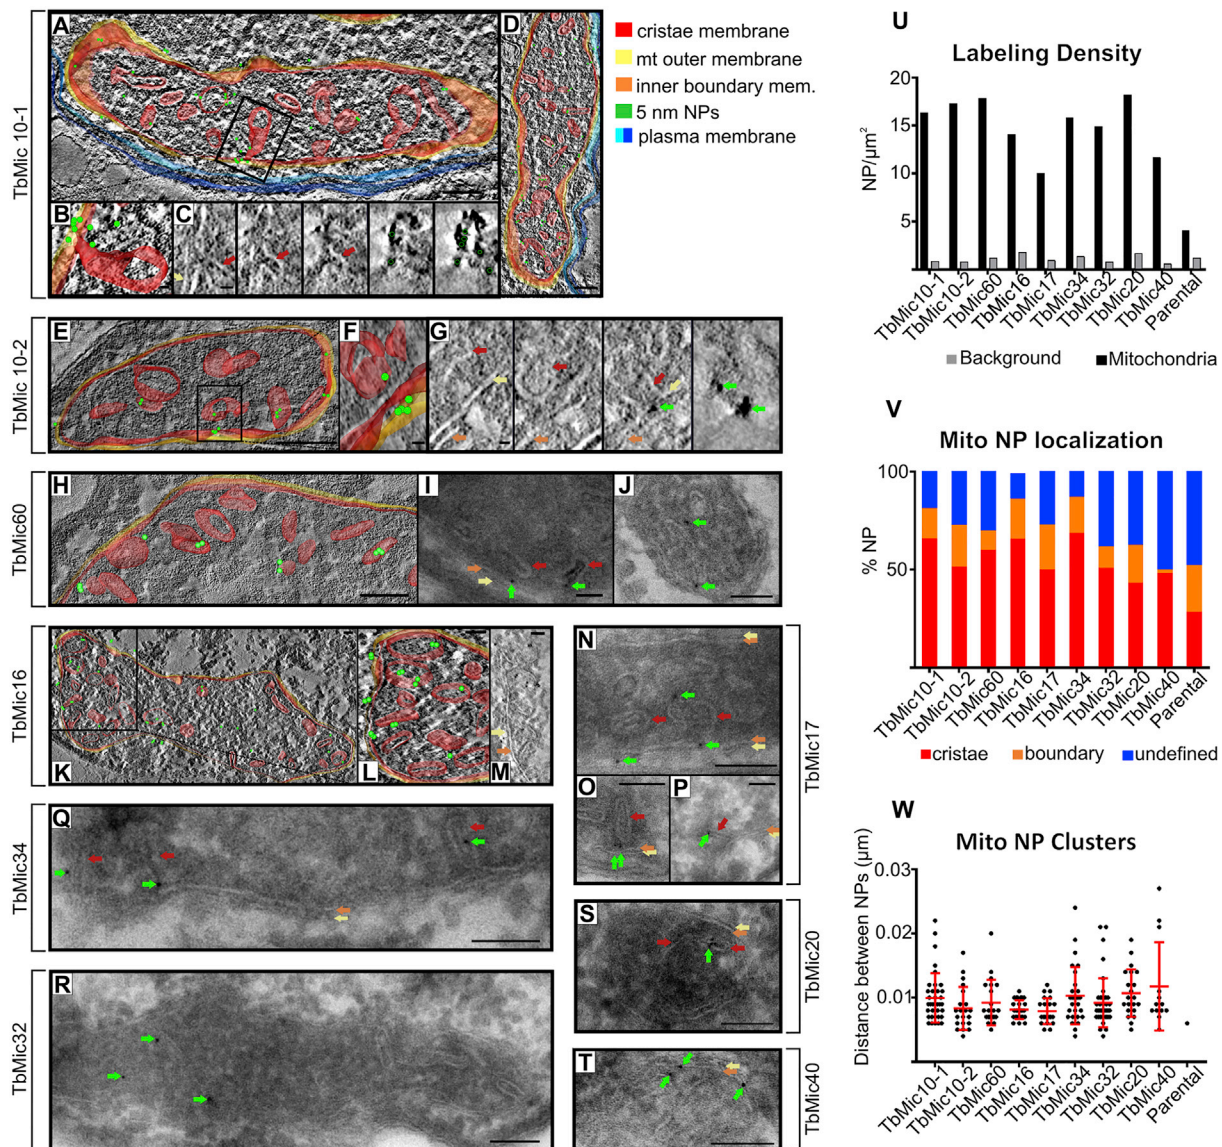 TbMic 10-1
A
B
C
D
cristae membrane
mt outer membrane
inner boundary mem.
5 nm NPs
plasma membrane
TbMic 10-2
E
F
G
TbMic60
H
I
J
TbMic16
K
L
M
N
O
P
TbMic17
TbMic34
Q
TbMic32
R
S
TbMic20
T
TbMic40
U
Labeling Density
NP/µm²
20
15
10
5
TbMic10-1
TbMic10-2
TbMic60
TbMic16
TbMic17
TbMic34
TbMic32
TbMic20
TbMic40
Parental
Background
Mitochondria
V
Mito NP localization
% NP
100
50
TbMic10-1
TbMic10-2
TbMic60
TbMic16
TbMic17
TbMic34
TbMic32
TbMic20
TbMic40
Parental
cristae
boundary
undefined
W
Mito NP Clusters
Distance between NPs (µm)
0.03
0.02
0.01
TbMic10-1
TbMic10-2
TbMic60
TbMic16
TbMic17
TbMic34
TbMic32
TbMic20
TbMic40
Parental